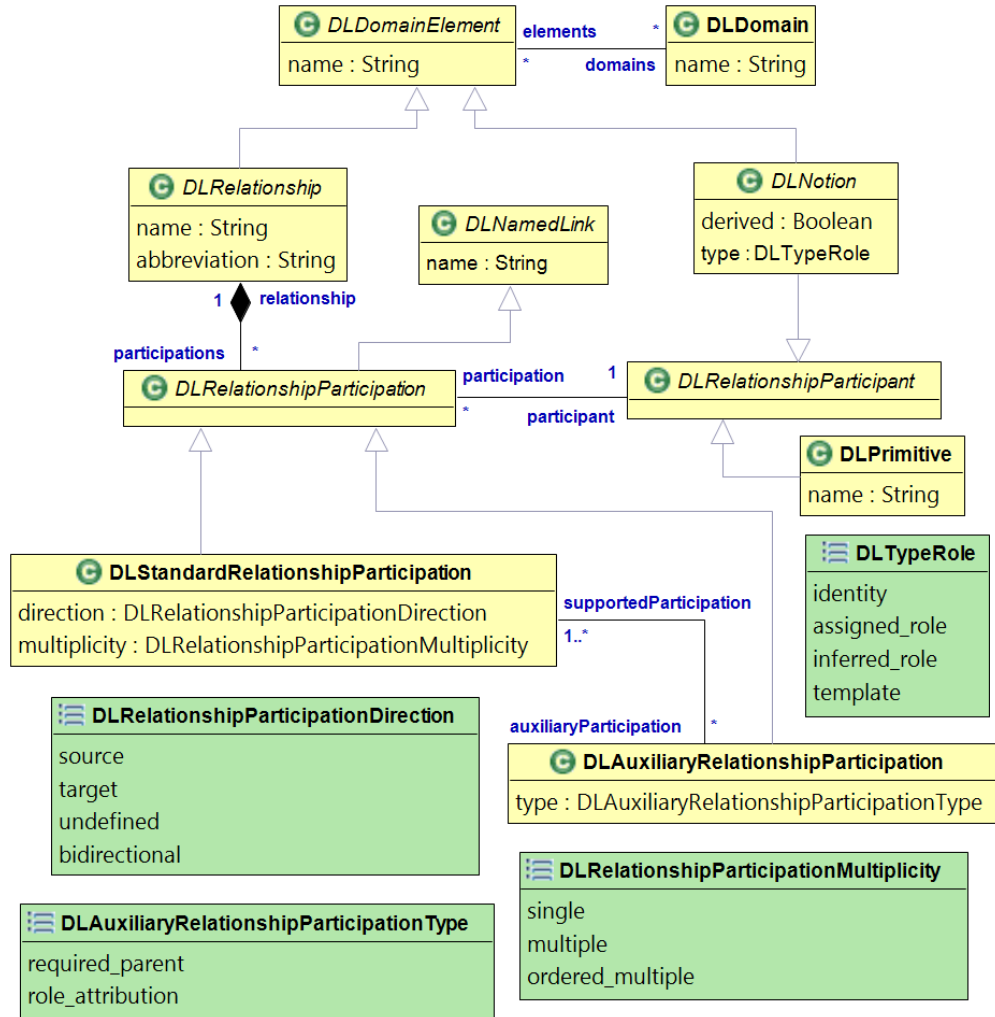 DLDomainElement
name : String
elements *
* domains
DLDomain
name : String
DLRelationship
name : String
abbreviation : String
DLNamedLink
name : String
DLNotion
derived : Boolean
type : DLTypeRole
1 relationship
participations *
DLRelationshipParticipation
participation 1
* participant
DLRelationshipParticipant
DLPrimitive
name : String
DLStandardRelationshipParticipation
direction : DLRelationshipParticipationDirection
multiplicity : DLRelationshipParticipationMultiplicity
supportedParticipation
1..*
DLTypeRole
identity
assigned_role
inferred_role
template
auxiliaryParticipation *
DLRelationshipParticipationDirection
source
target
undefined
bidirectional
DLAuxiliaryRelationshipParticipation
type : DLAuxiliaryRelationshipParticipationType
DLRelationshipParticipationMultiplicity
single
multiple
ordered_multiple
DLAuxiliaryRelationshipParticipationType
required_parent
role_attribution